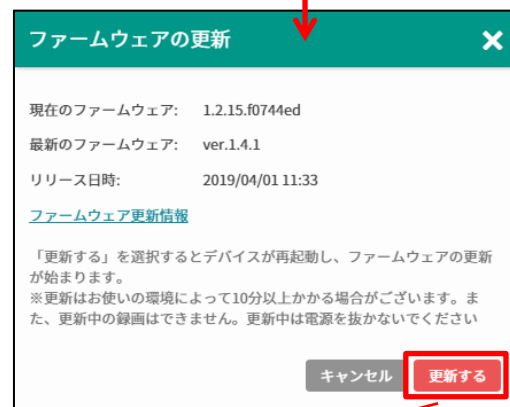 ファームウェアの更新
現在のファームウェア: 1.2.15.f0744ed
最新のファームウェア: ver.1.4.1
リリース日時: 2019/04/01 11:33
ファームウェア更新情報
「更新する」を選択するとデバイスが再起動し、ファームウェアの更新
が始まります。
※更新はお使いの環境によって10分以上かかる場合がございます。ま
た、更新中の録画はできません。更新中は電源を抜かないでください
キャンセル 更新する